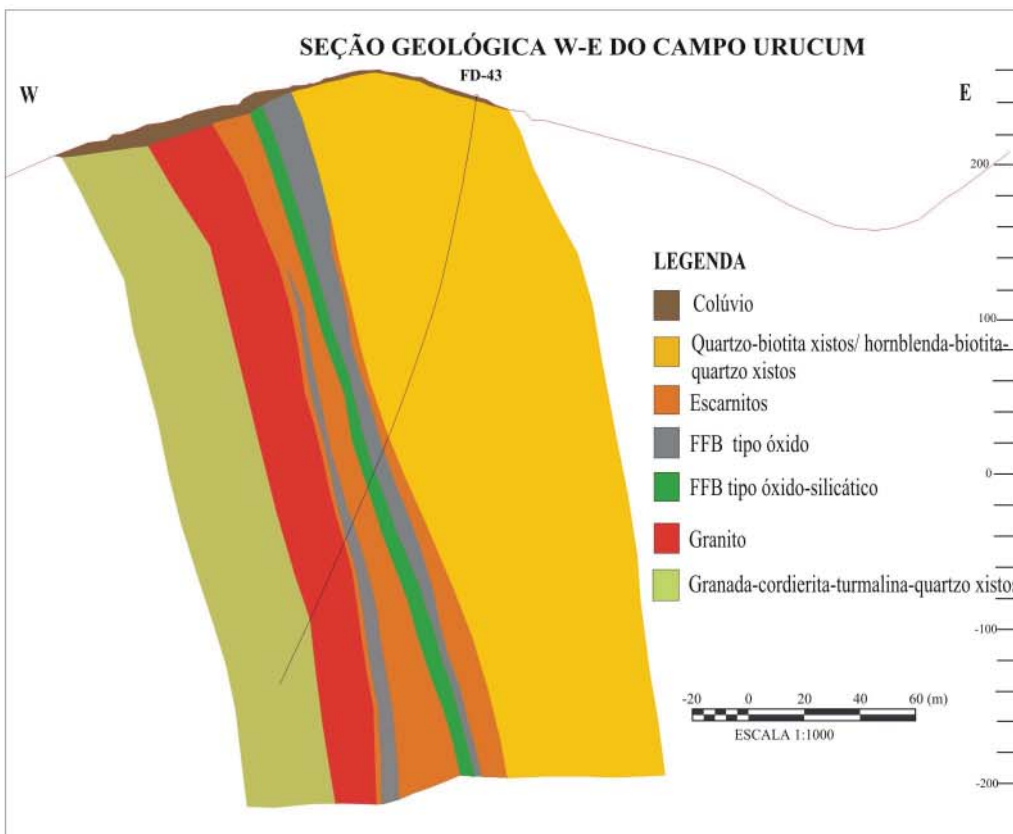 SEÇÃO GEOLÓGICA W-E DO CAMPO URUCUM
FD-43
W
E
200
LEGENDA
Colúvio
100
Quartzo-biotita xistos/ hornblenda-biotita-
quartzo xistos
Escarnitos
FFB tipo óxido
0
FFB tipo óxido-silicático
Granito
Granada-cordierita-turmalina-quartzo xistos
-100
-20 0 20 40 60 (m)
ESCALA 1:1000
-200